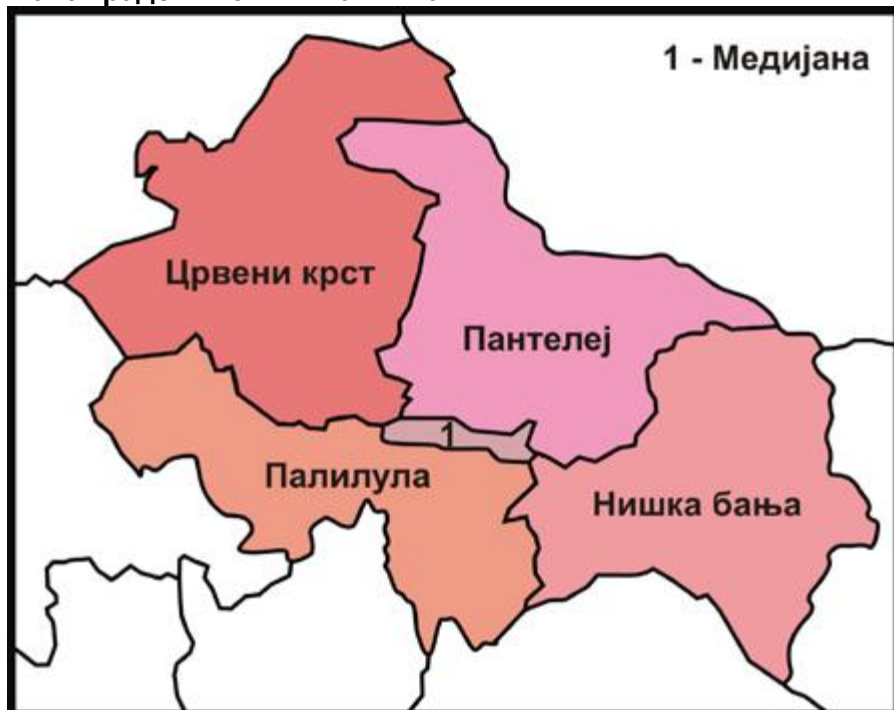 1 - Медијана
Црвени крст
Пантелеј
1
Палилула
Нишка бања